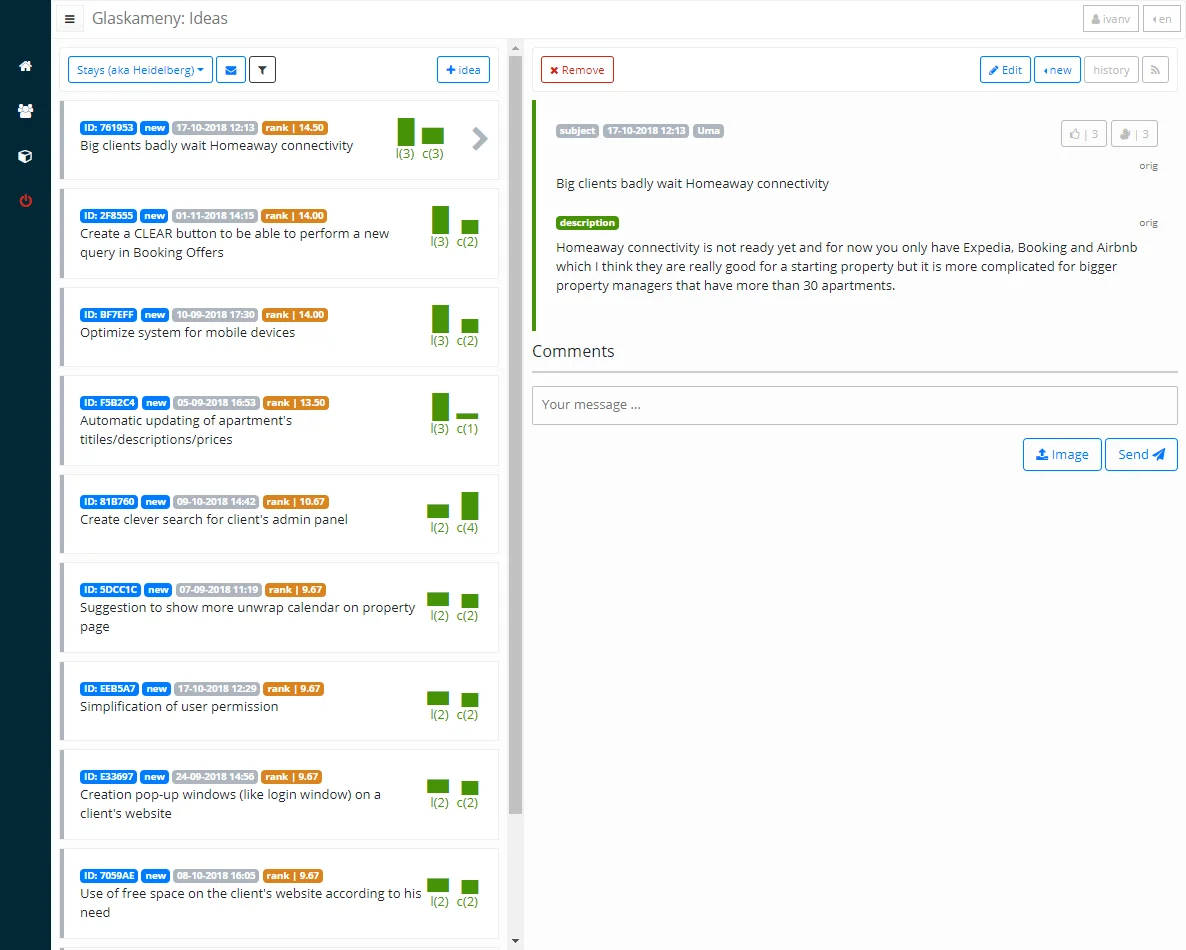 Glaskameny: Ideas
ivanv
en
Stays (aka Heidelberg)
idea
ID: 761953 new 17-10-2018 12:13 rank | 14.50
Big clients badly wait Homeaway connectivity
l(3) c(3)
ID: 2F8555 new 01-11-2018 14:15 rank | 14.00
Create a CLEAR button to be able to perform a new
query in Booking Offers
l(3) c(2)
ID: BF7EFF new 10-09-2018 17:30 rank | 14.00
Optimize system for mobile devices
l(3) c(2)
ID: F5B2C4 new 05-09-2018 16:53 rank | 13.50
Automatic updating of apartment's
titiles/descriptions/prices
l(3) c(1)
ID: 81B760 new 09-10-2018 14:42 rank | 10.67
Create clever search for client's admin panel
l(2) c(4)
ID: 5DCC1C new 07-09-2018 11:19 rank | 9.67
Suggestion to show more unwrap calendar on property
page
l(2) c(2)
ID: EEB5A7 new 17-10-2018 12:29 rank | 9.67
Simplification of user permission
l(2) c(2)
ID: E33697 new 24-09-2018 14:56 rank | 9.67
Creation pop-up windows (like login window) on a
client's website
l(2) c(2)
ID: 7059AE new 08-10-2018 16:05 rank | 9.67
Use of free space on the client's website according to his
need
l(2) c(2)
Remove
Edit
new
history
subject 17-10-2018 12:13 Uma
| 3
| 3
orig
Big clients badly wait Homeaway connectivity
description
orig
Homeaway connectivity is not ready yet and for now you only have Expedia, Booking and Airbnb
which I think they are really good for a starting property but it is more complicated for bigger
property managers that have more than 30 apartments.
Comments
Your message ...
Image
Send